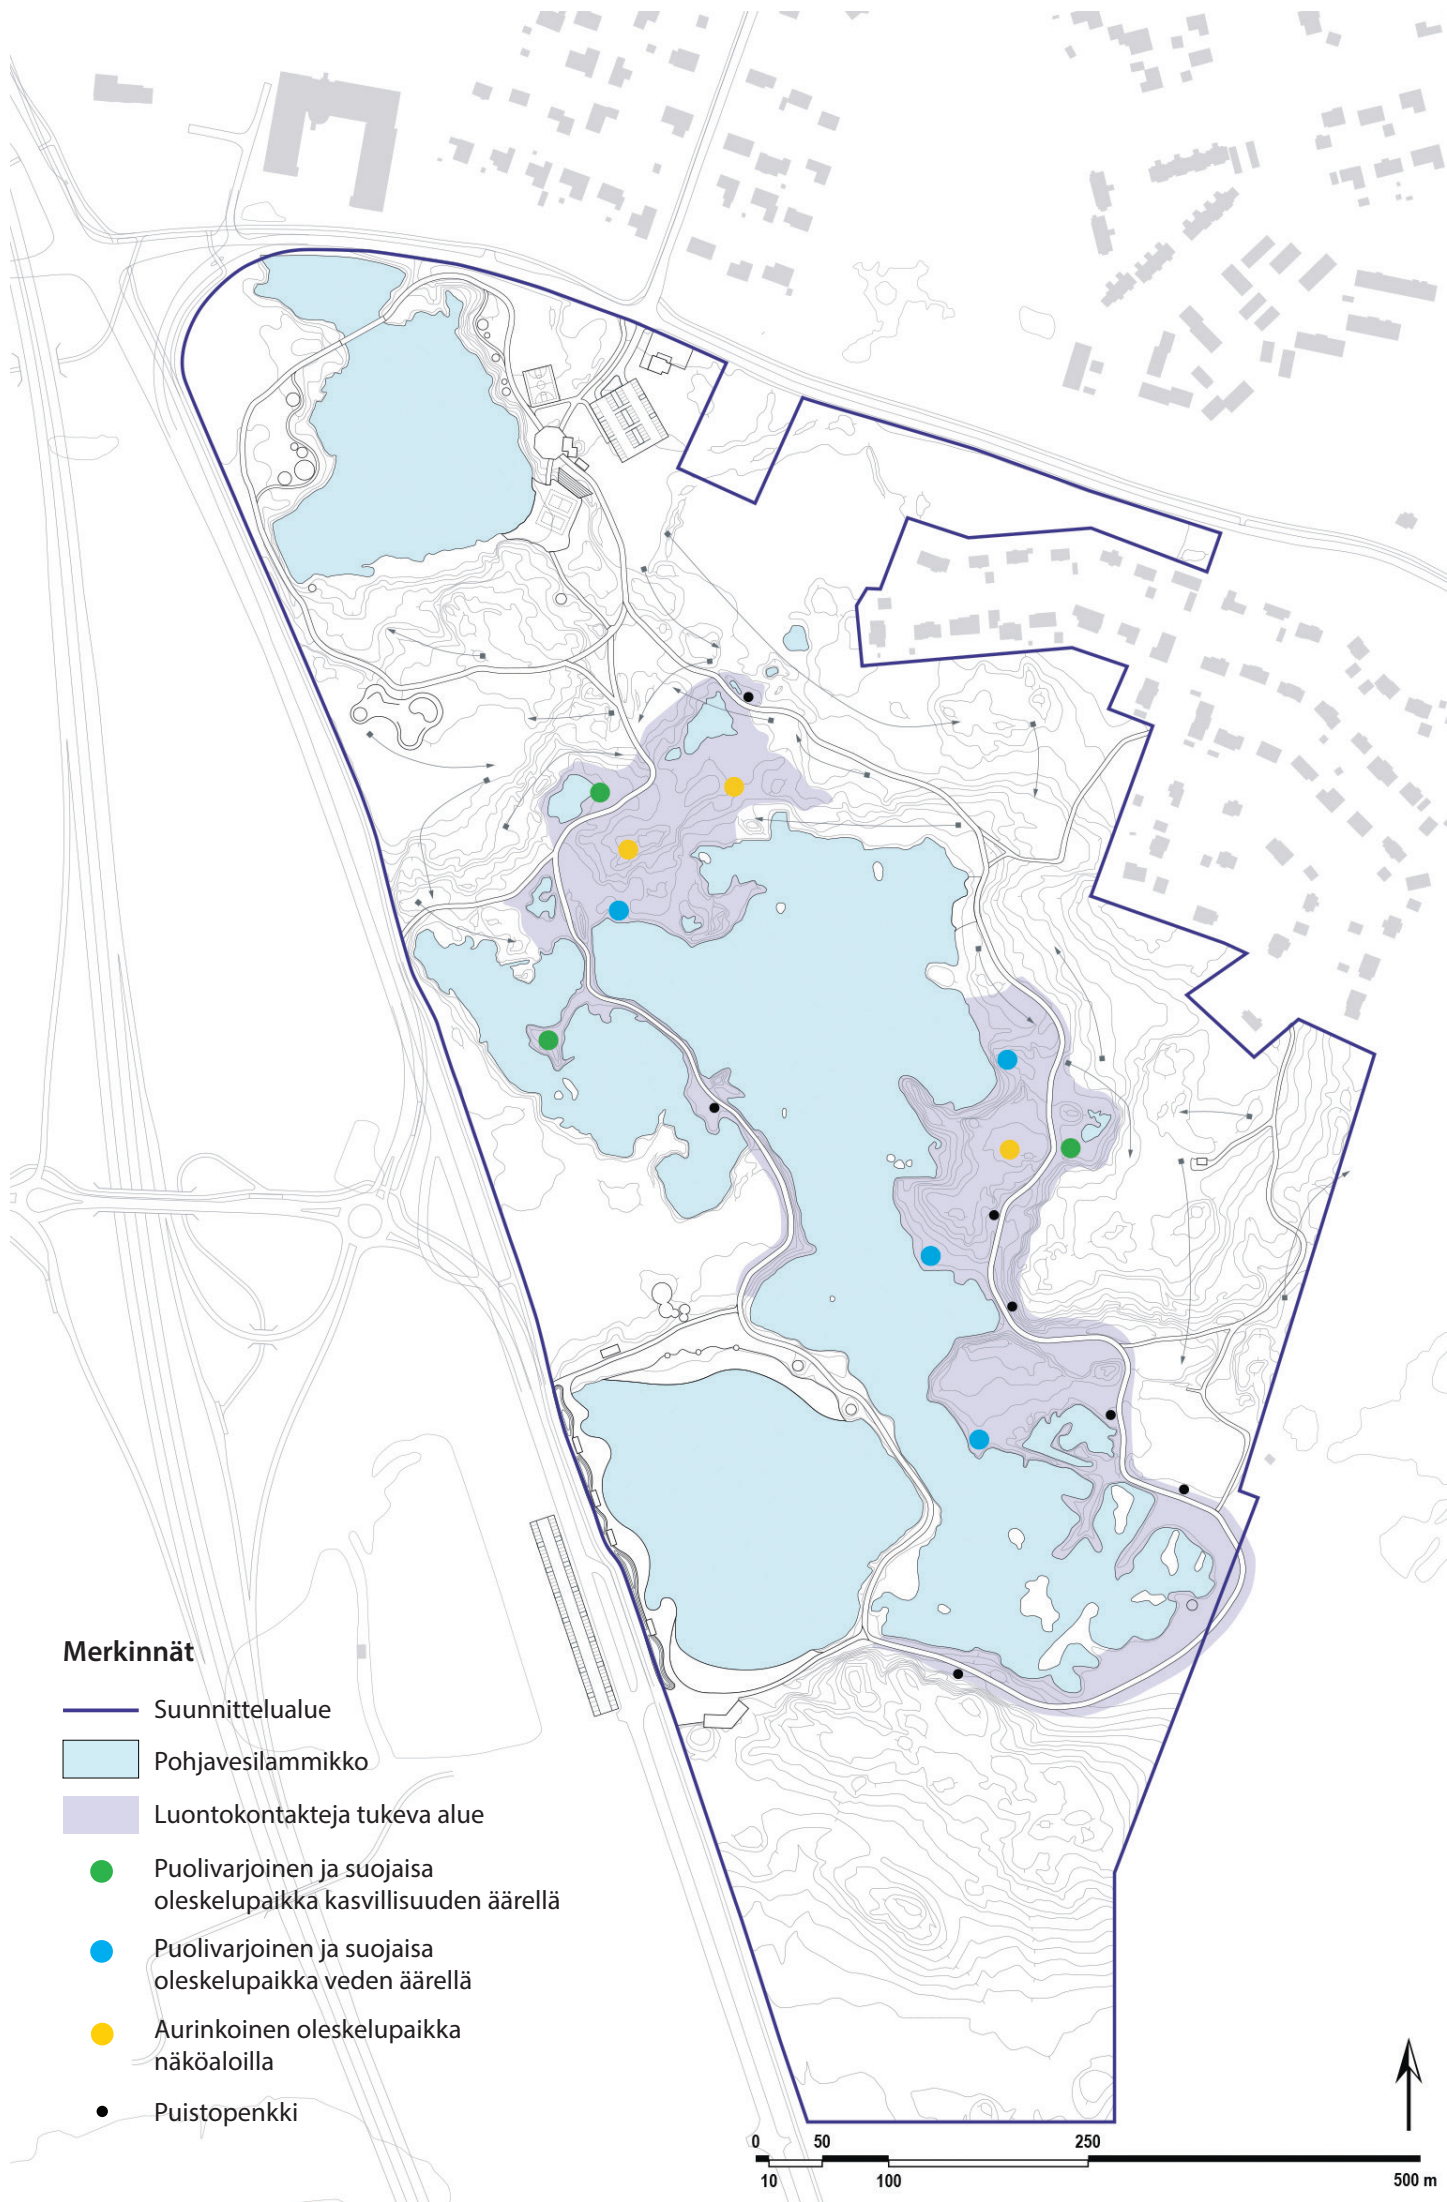 Merkinnät
Suunnittelualue
Pohjavesilammikko
Luontokontakteja tukeva alue
Puolivarjoinen ja suojaisa
oleskelupaikka kasvillisuuden äärellä
Puolivarjoinen ja suojaisa
oleskelupaikka veden äärellä
Aurinkoinen oleskelupaikka
näköaloilla
Puistopenkki
0 50 250
10 100 500 m